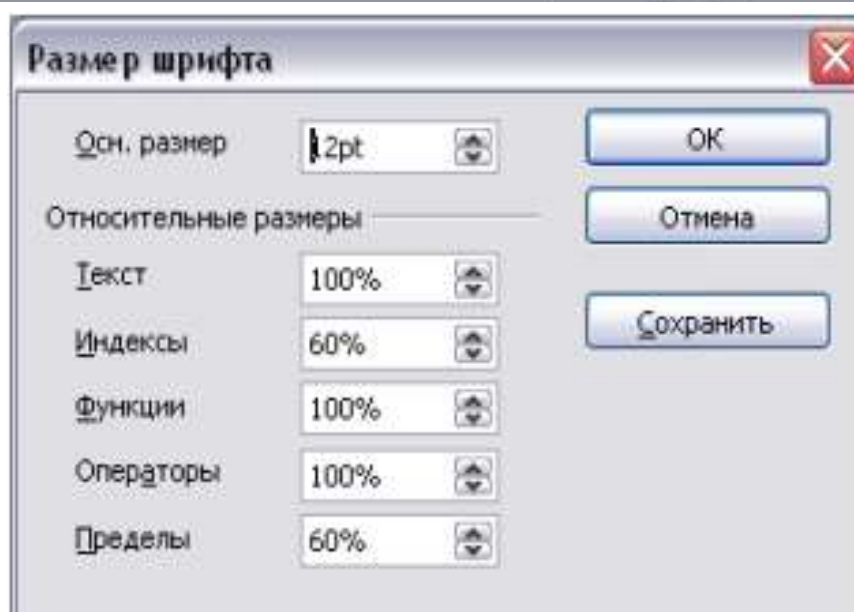 Размер шрифта
Осн. размер 12pt OK
Относительные размеры Отмена
Текст 100%
Индексы 60% Сохранить
Функции 100%
Операторы 100%
Пределы 60%